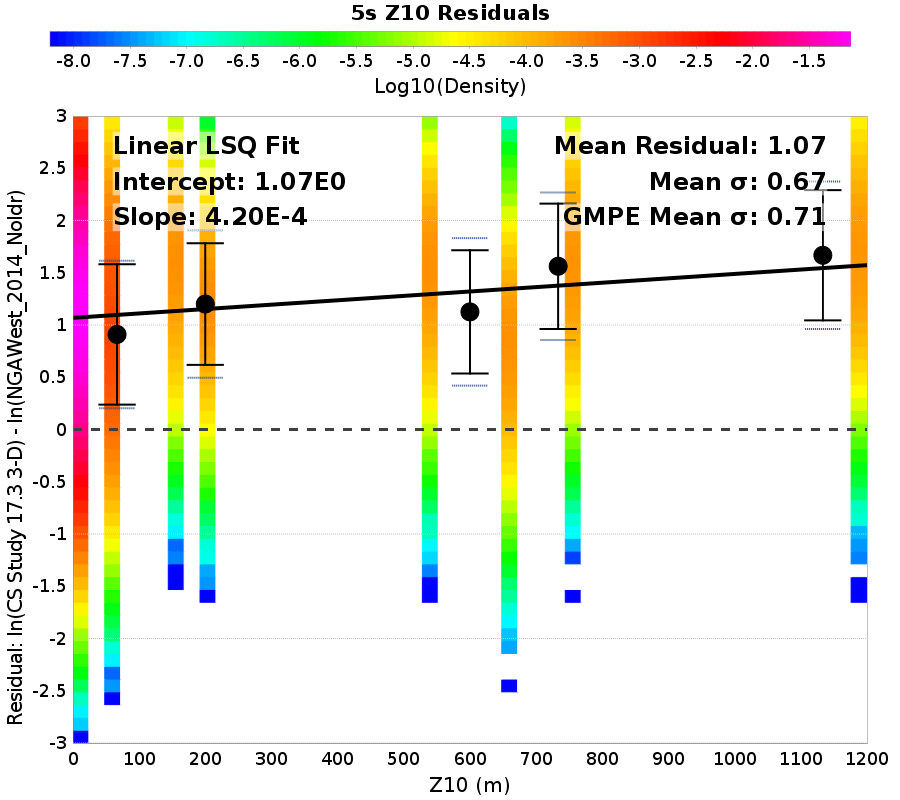 5s Z10 Residuals
-8.0 -7.5 -7.0 -6.5 -6.0 -5.5 -5.0 -4.5 -4.0 -3.5 -3.0 -2.5 -2.0 -1.5
Log10(Density)
Linear LSQ Fit
Intercept: 1.07E0
Slope: 4.20E-4
Mean Residual: 1.07
Mean σ: 0.67
GMPE Mean σ: 0.71
3
2.5
2
1.5
1
0.5
0
-0.5
-1
-1.5
-2
-2.5
-3
Residual: ln(CS Study 17.3 3-D) - ln(NGAWest_2014_NoIdr)
0 100 200 300 400 500 600 700 800 900 1000 1100 1200
Z10 (m)